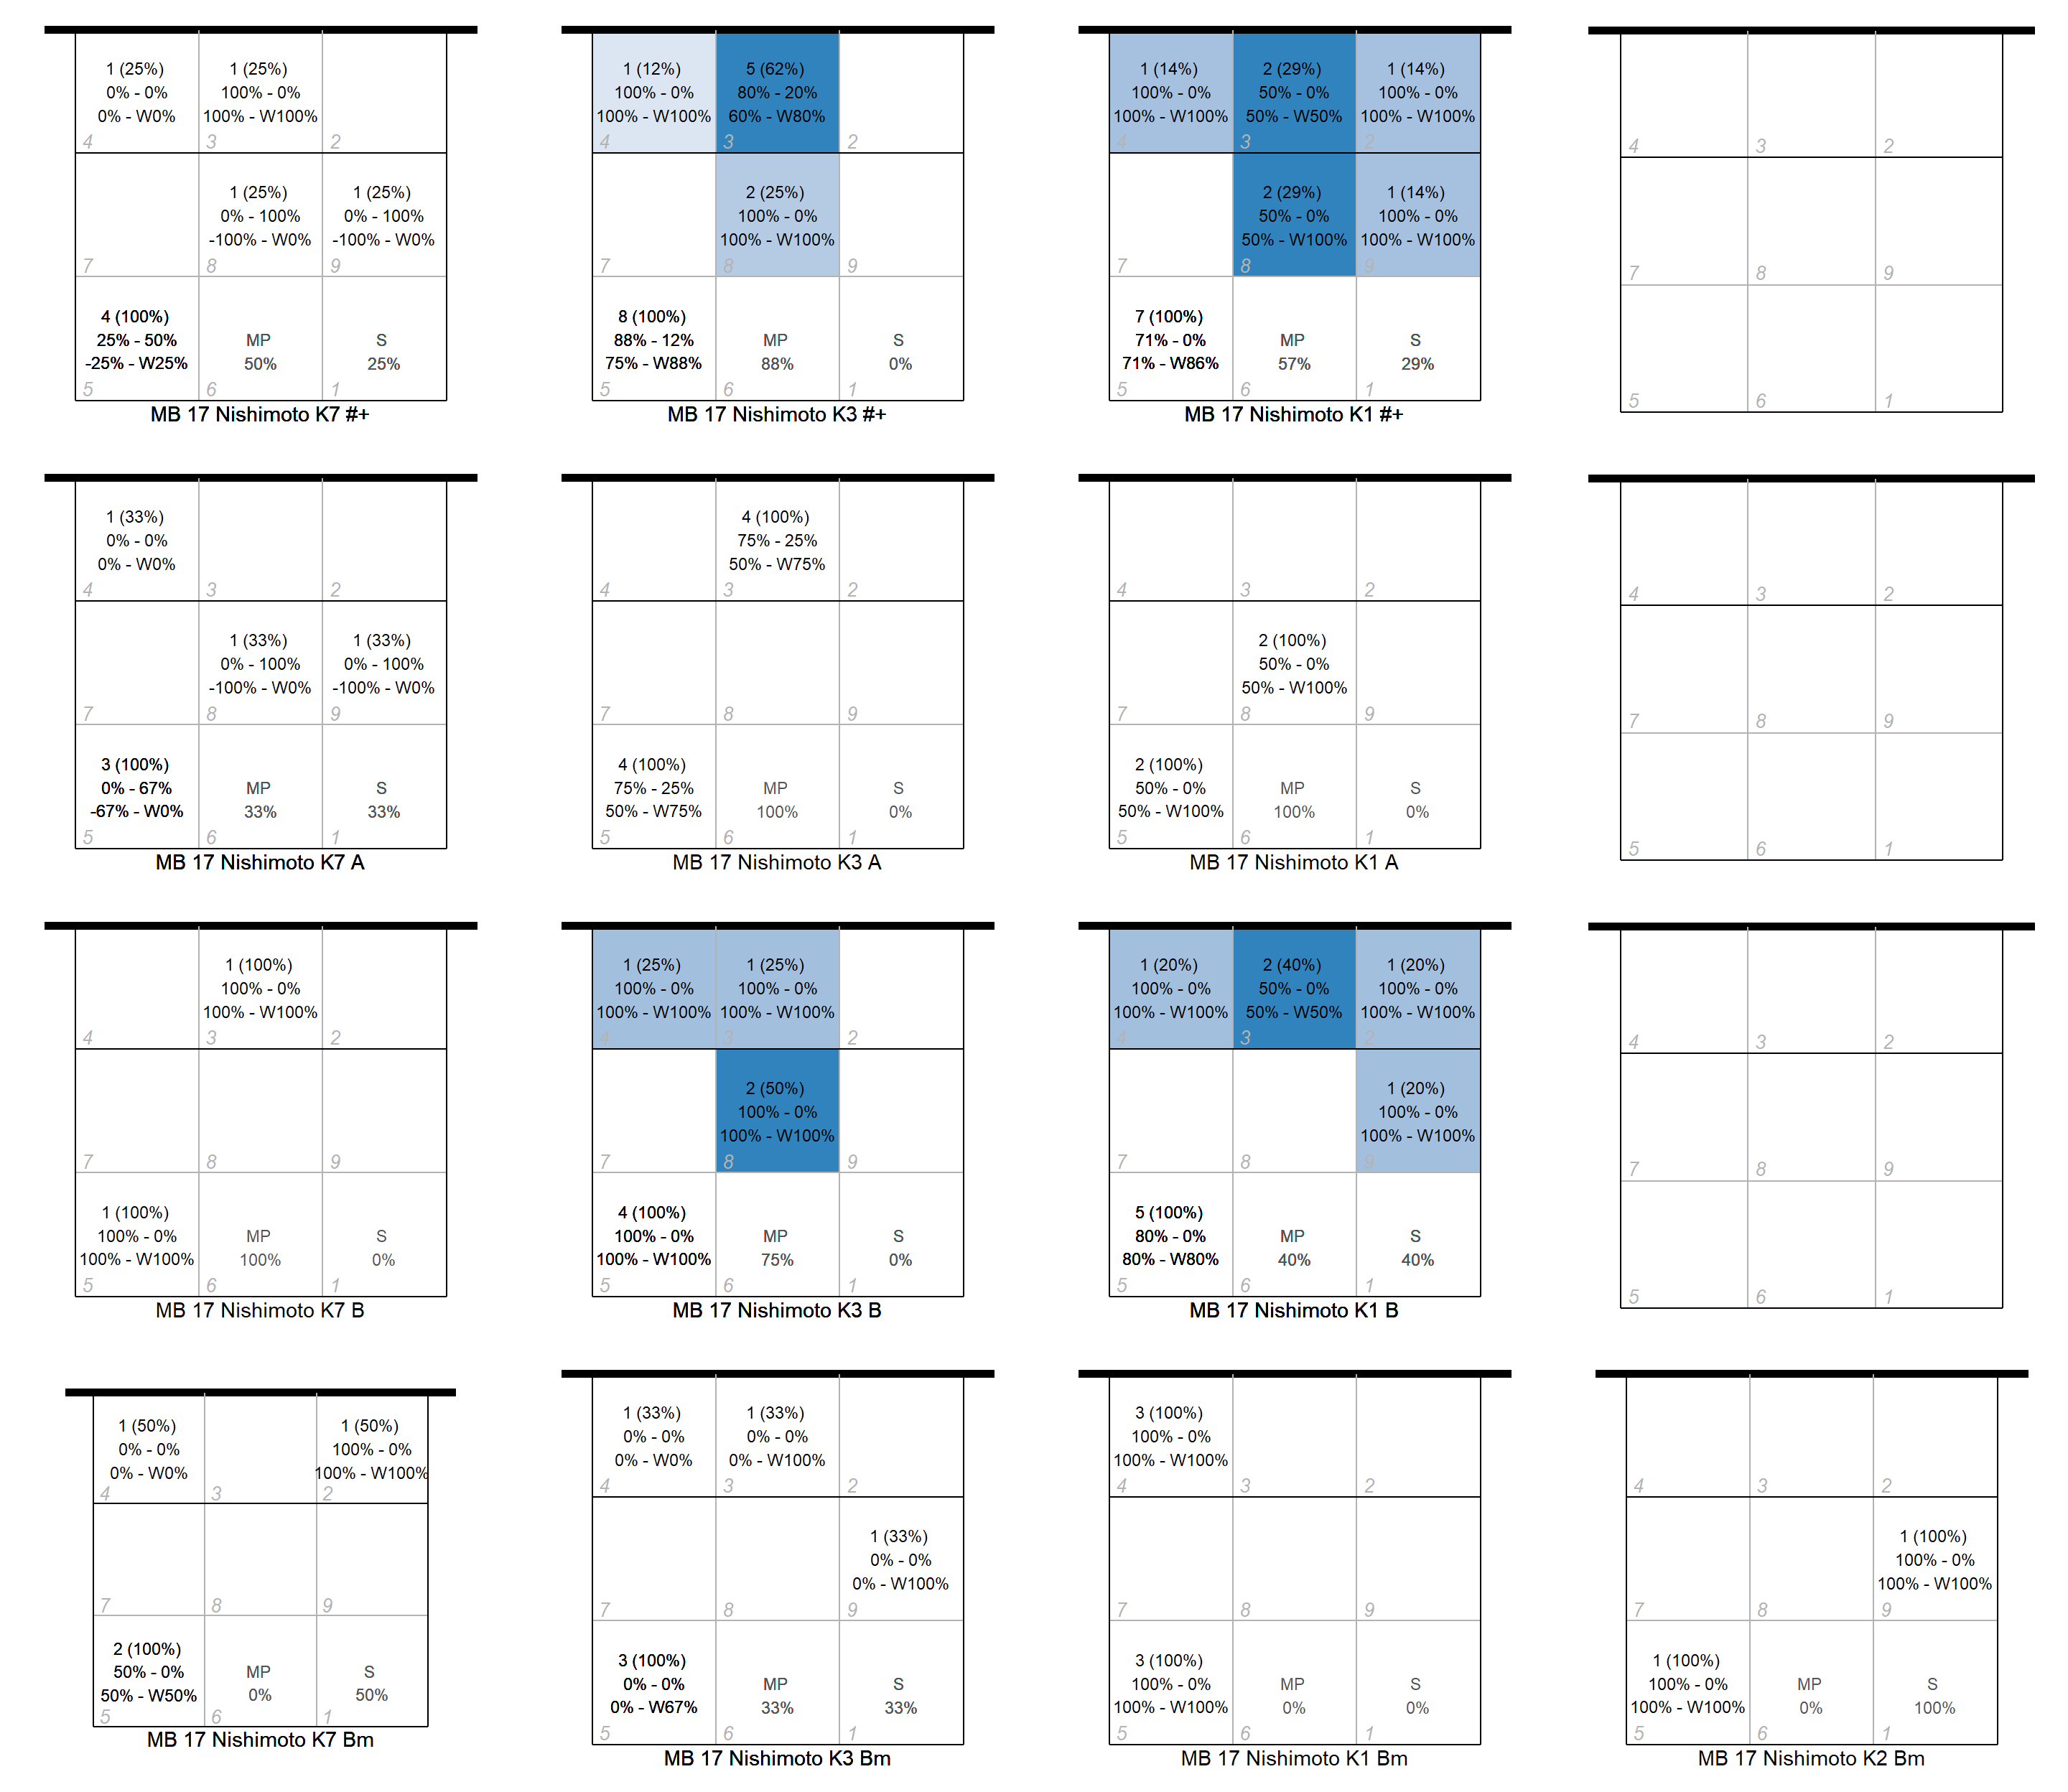 1 (25%)
0% - 0%
0% - W0%
4
1 (25%)
100% - 0%
100% - W100%
3
2
7
1 (25%)
0% - 100%
-100% - W0%
8
1 (25%)
0% - 100%
-100% - W0%
9
4 (100%)
25% - 50%
-25% - W25%
5
MP
50%
6
S
25%
1
MB 17 Nishimoto K7 #+
1 (12%)
100% - 0%
100% - W100%
4
5 (62%)
80% - 20%
60% - W80%
3
2
7
2 (25%)
100% - 0%
100% - W100%
8
9
8 (100%)
88% - 12%
75% - W88%
5
MP
88%
6
S
0%
1
MB 17 Nishimoto K3 #+
1 (14%)
100% - 0%
100% - W100%
4
2 (29%)
50% - 0%
50% - W50%
3
1 (14%)
100% - 0%
100% - W100%
2
7
2 (29%)
50% - 0%
50% - W100%
8
1 (14%)
100% - 0%
100% - W100%
9
7 (100%)
71% - 0%
71% - W86%
5
MP
57%
6
S
29%
1
MB 17 Nishimoto K1 #+
4
3
2
7
8
9
5
6
1
1 (33%)
0% - 0%
0% - W0%
4
3
2
7
1 (33%)
0% - 100%
-100% - W0%
8
1 (33%)
0% - 100%
-100% - W0%
9
3 (100%)
0% - 67%
-67% - W0%
5
MP
33%
6
S
33%
1
MB 17 Nishimoto K7 A
4
4 (100%)
75% - 25%
50% - W75%
3
2
7
8
9
4 (100%)
75% - 25%
50% - W75%
5
MP
100%
6
S
0%
1
MB 17 Nishimoto K3 A
4
3
2
7
2 (100%)
50% - 0%
50% - W100%
8
9
2 (100%)
50% - 0%
50% - W100%
5
MP
100%
6
S
0%
1
MB 17 Nishimoto K1 A
4
3
2
7
8
9
5
6
1
4
1 (100%)
100% - 0%
100% - W100%
3
2
7
8
9
1 (100%)
100% - 0%
100% - W100%
5
MP
100%
6
S
0%
1
MB 17 Nishimoto K7 B
1 (25%)
100% - 0%
100% - W100%
4
1 (25%)
100% - 0%
100% - W100%
3
2
7
2 (50%)
100% - 0%
100% - W100%
8
9
4 (100%)
100% - 0%
100% - W100%
5
MP
75%
6
S
0%
1
MB 17 Nishimoto K3 B
1 (20%)
100% - 0%
100% - W100%
4
2 (40%)
50% - 0%
50% - W50%
3
1 (20%)
100% - 0%
100% - W100%
2
7
8
1 (20%)
100% - 0%
100% - W100%
9
5 (100%)
80% - 0%
80% - W80%
5
MP
40%
6
S
40%
1
MB 17 Nishimoto K1 B
4
3
2
7
8
9
5
6
1
1 (50%)
0% - 0%
0% - W0%
4
3
1 (50%)
100% - 0%
100% - W100%
2
7
8
9
2 (100%)
50% - 0%
50% - W50%
5
MP
0%
6
S
50%
1
MB 17 Nishimoto K7 Bm
1 (33%)
0% - 0%
0% - W0%
4
1 (33%)
0% - 0%
0% - W100%
3
2
7
8
1 (33%)
0% - 0%
0% - W100%
9
3 (100%)
0% - 0%
0% - W67%
5
MP
33%
6
S
33%
1
MB 17 Nishimoto K3 Bm
3 (100%)
100% - 0%
100% - W100%
4
3
2
7
8
9
3 (100%)
100% - 0%
100% - W100%
5
MP
0%
6
S
0%
1
MB 17 Nishimoto K1 Bm
4
3
2
7
8
1 (100%)
100% - 0%
100% - W100%
9
1 (100%)
100% - 0%
100% - W100%
5
MP
0%
6
S
100%
1
MB 17 Nishimoto K2 Bm